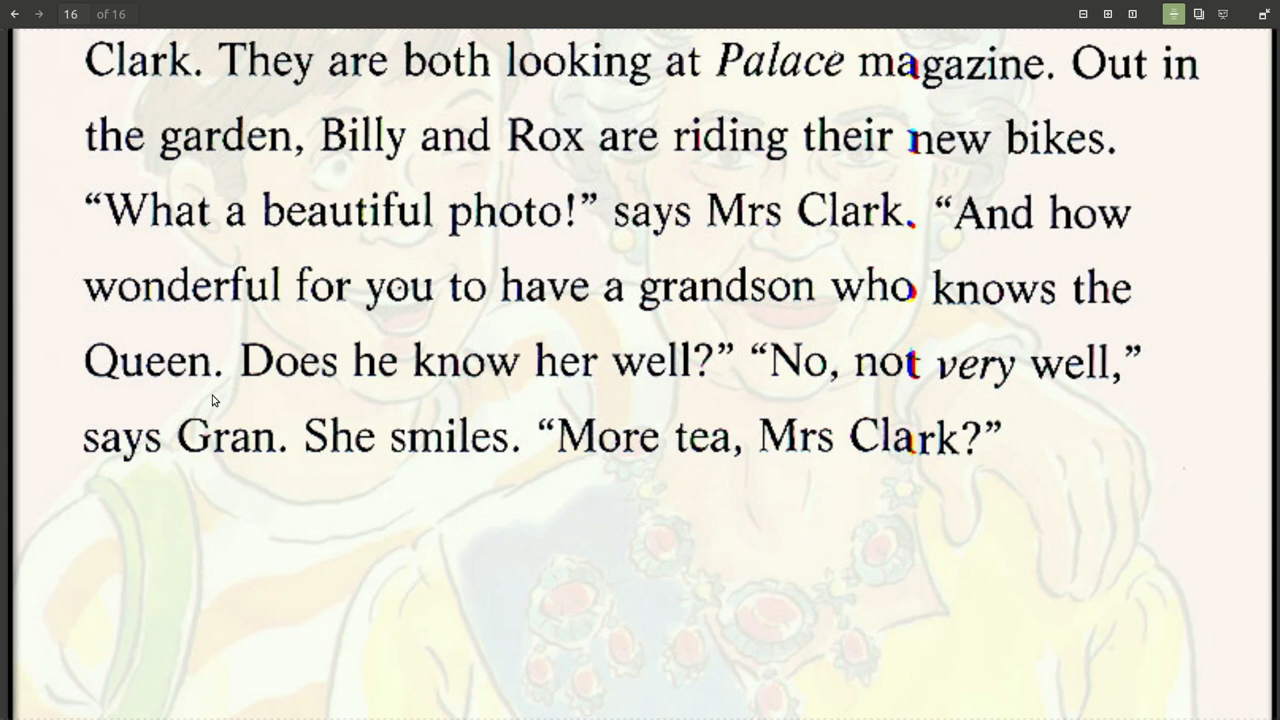 16 of 16
Clark. They are both looking at Palace magazine. Out in
the garden, Billy and Rox are riding their new bikes.
“What a beautiful photo!” says Mrs Clark. “And how
wonderful for you to have a grandson who knows the
Queen. Does he know her well?” “No, not very well,”
says Gran. She smiles. “More tea, Mrs Clark?”